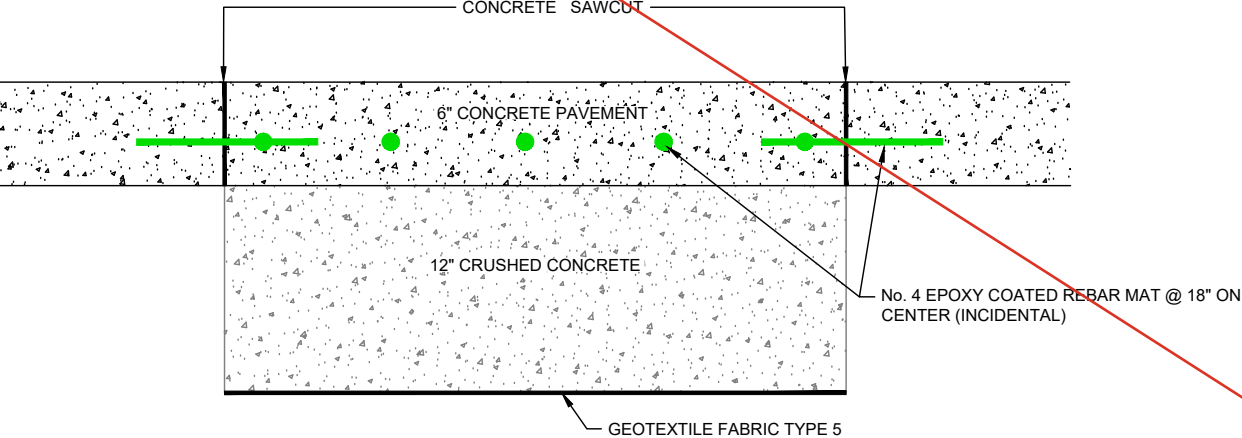 CONCRETE SAWCUT
6" CONCRETE PAVEMENT
12" CRUSHED CONCRETE
No. 4 EPOXY COATED REBAR MAT @ 18" ON
CENTER (INCIDENTAL)
GEOTEXTILE FABRIC TYPE 5